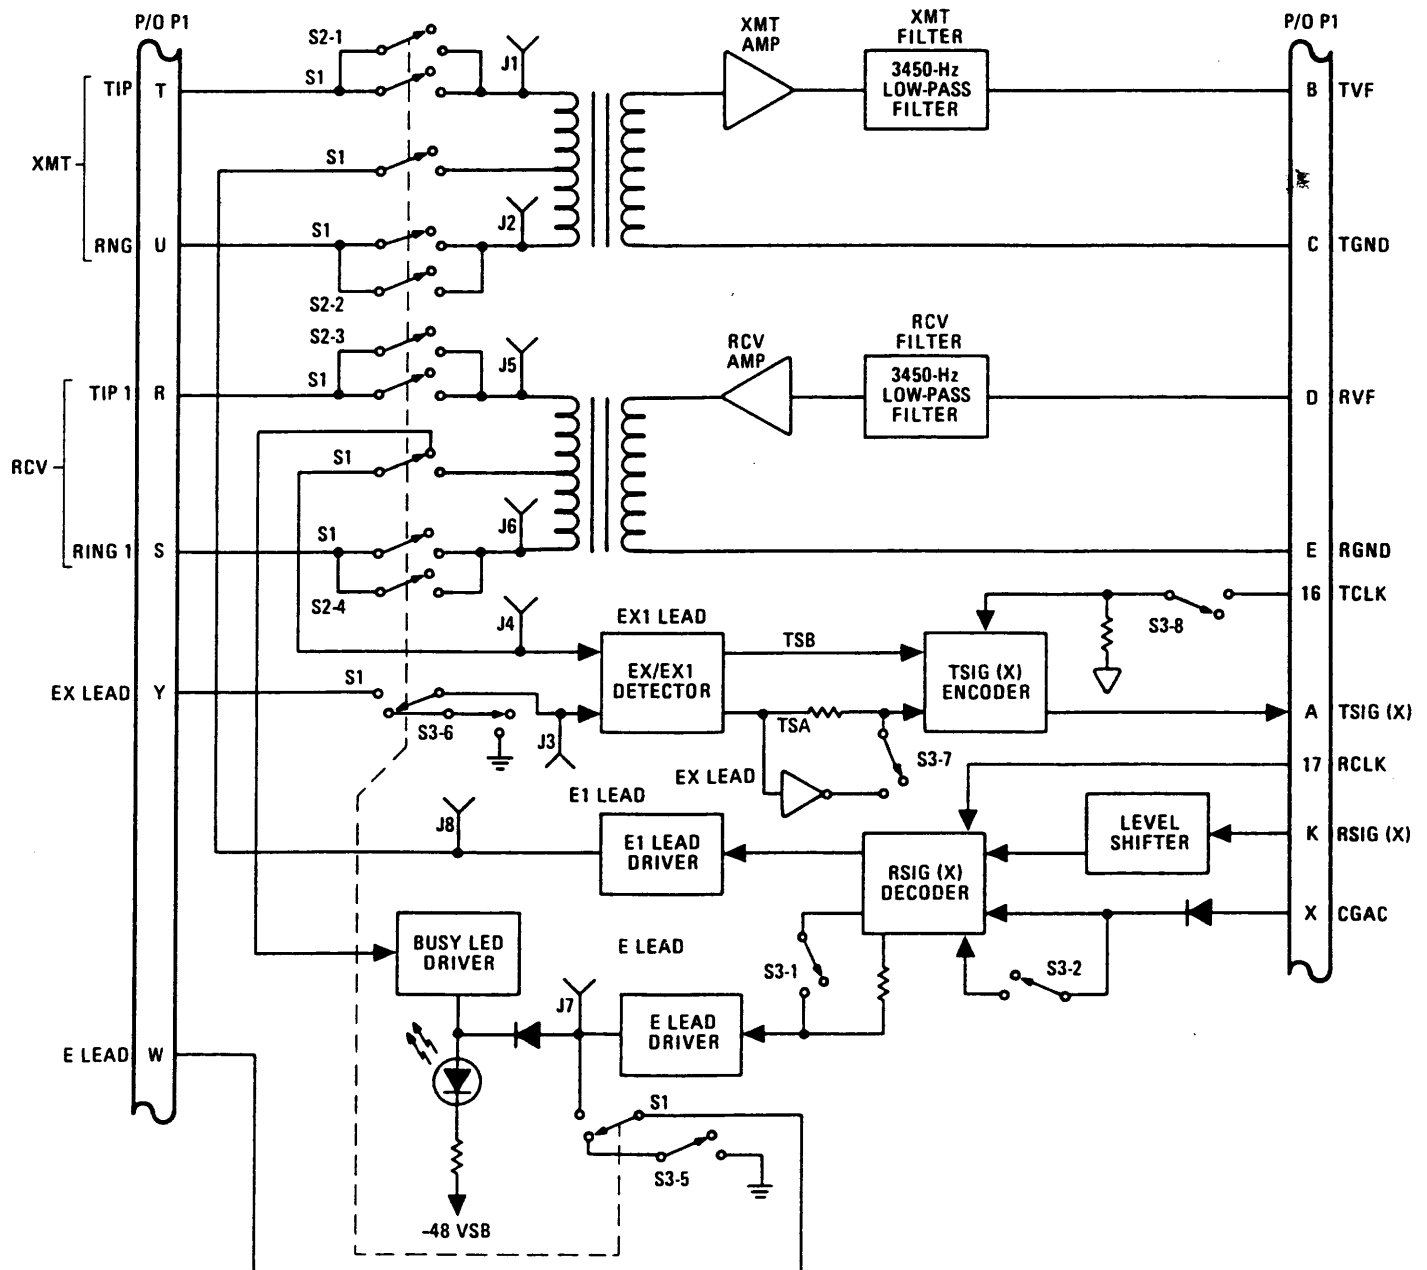 P/O P1
P/O P1
XMT
AMP
XMT
FILTER
S2-1
J1
S1
TIP
T
3450-Hz
LOW-PASS
FILTER
B
TVF
XMT
S1
J2
S1
RNG
U
C
TGND
S2-2
S2-3
RCV
AMP
RCV
FILTER
J5
S1
TIP 1
R
3450-Hz
LOW-PASS
FILTER
D
RVF
RCV
S1
J6
S1
RING 1
S
E
RGND
S2-4
J4
EX1 LEAD
16
TCLK
S3-8
TSB
EX/EX1
DETECTOR
TSIG (X)
ENCODER
S1
EX LEAD
Y
S3-6
J3
TSA
A
TSIG (X)
S3-7
EX LEAD
17
RCLK
E1 LEAD
J8
LEVEL
SHIFTER
K
RSIG (X)
E1 LEAD
DRIVER
RSIG (X)
DECODER
X
CGAC
BUSY LED
DRIVER
E LEAD
S3-1
S3-2
J7
E LEAD
DRIVER
E LEAD
W
S1
S3-5
-48 VSB